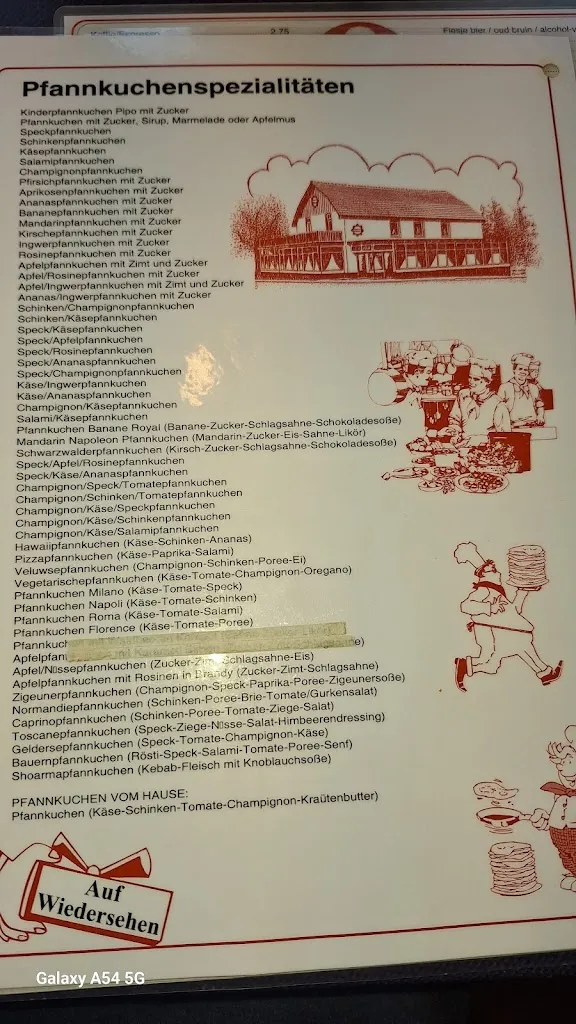 Kaffe/Espresso 2.75
Flesje bier / oud bruin / alcohol-v
Pfannkuchenspezialitäten
Kinderpfannkuchen Pipo mit Zucker
Pfannkuchen mit Zucker, Sirup, Marmelade oder Apfelmus
Speckpfannkuchen
Schinkenpfannkuchen
Käsepfannkuchen
Salamipfannkuchen
Champignonpfannkuchen
Pfirsichpfannkuchen mit Zucker
Aprikosenpfannkuchen mit Zucker
Ananaspfannkuchen mit Zucker
Bananepfannkuchen mit Zucker
Mandarinpfannkuchen mit Zucker
Kirschepfannkuchen mit Zucker
Ingwerpfannkuchen mit Zucker
Rosinepfannkuchen mit Zucker
Apfelpfannkuchen mit Zimt und Zucker
Apfel/Rosinepfannkuchen mit Zucker
Apfel/Ingwerpfannkuchen mit Zimt und Zucker
Ananas/Ingwerpfannkuchen mit Zucker
Schinken/Champignonpfannkuchen
Schinken/Käsepfannkuchen
Speck/Käsepfannkuchen
Speck/Apfelpfannkuchen
Speck/Rosinepfannkuchen
Speck/Ananaspfannkuchen
Speck/Champignonpfannkuchen
Käse/Ingwerpfannkuchen
Käse/Ananaspfannkuchen
Champignon/Käsepfannkuchen
Salami/Käsepfannkuchen
Pfannkuchen Banane Royal (Banane-Zucker-Schlagsahne-Schokoladesoße)
Mandarin Napoleon Pfannkuchen (Mandarin-Zucker-Eis-Sahne-Likör)
Schwarzwalderpfannkuchen (Kirsch-Zucker-Schlagsahne-Schokoladesoße)
Speck/Apfel/Rosinepfannkuchen
Speck/Käse/Ananaspfannkuchen
Champignon/Speck/Tomatepfannkuchen
Champignon/Schinken/Tomatepfannkuchen
Champignon/Käse/Speckpfannkuchen
Champignon/Käse/Schinkenpfannkuchen
Champignon/Käse/Salamipfannkuchen
Hawaiipfannkuchen (Käse-Schinken-Ananas)
Pizzapfannkuchen (Käse-Paprika-Salami)
Veluwsepfannkuchen (Champignon-Schinken-Poree-Ei)
Vegetarischepfannkuchen (Käse-Tomate-Champignon-Oregano)
Pfannkuchen Milano (Käse-Tomate-Speck)
Pfannkuchen Napoli (Käse-Tomate-Schinken)
Pfannkuchen Roma (Käse-Tomate-Salami)
Pfannkuchen Florence (Käse-Tomate-Poree)
Pfannkuch
Apfelpfan
Apfel/N▯ssepfannkuchen (Zucker-Zimt-Schlagsahne-Eis)
Apfelpfannkuchen mit Rosinen in Brandy (Zucker-Zimt-Schlagsahne)
Zigeunerpfannkuchen (Champignon-Speck-Paprika-Poree-Zigeunersoße)
Normandiepfannkuchen (Schinken-Poree-Brie-Tomate/Gurkensalat)
Caprinopfannkuchen (Schinken-Poree-Tomate-Ziege-Salat)
Toscanepfannkuchen (Speck-Ziege-N▯sse-Salat-Himbeerendressing)
Geldersepfannkuchen (Speck-Tomate-Champignon-Käse)
Bauernpfannkuchen (Rösti-Speck-Salami-Tomate-Poree-Senf)
Shoarmapfannkuchen (Kebab-Fleisch mit Knoblauchsoße)
PFANNKUCHEN VOM HAUSE:
Pfannkuchen (Käse-Schinken-Tomate-Champignon-Kraütenbutter)
Auf
Wiedersehen
Galaxy A54 5G